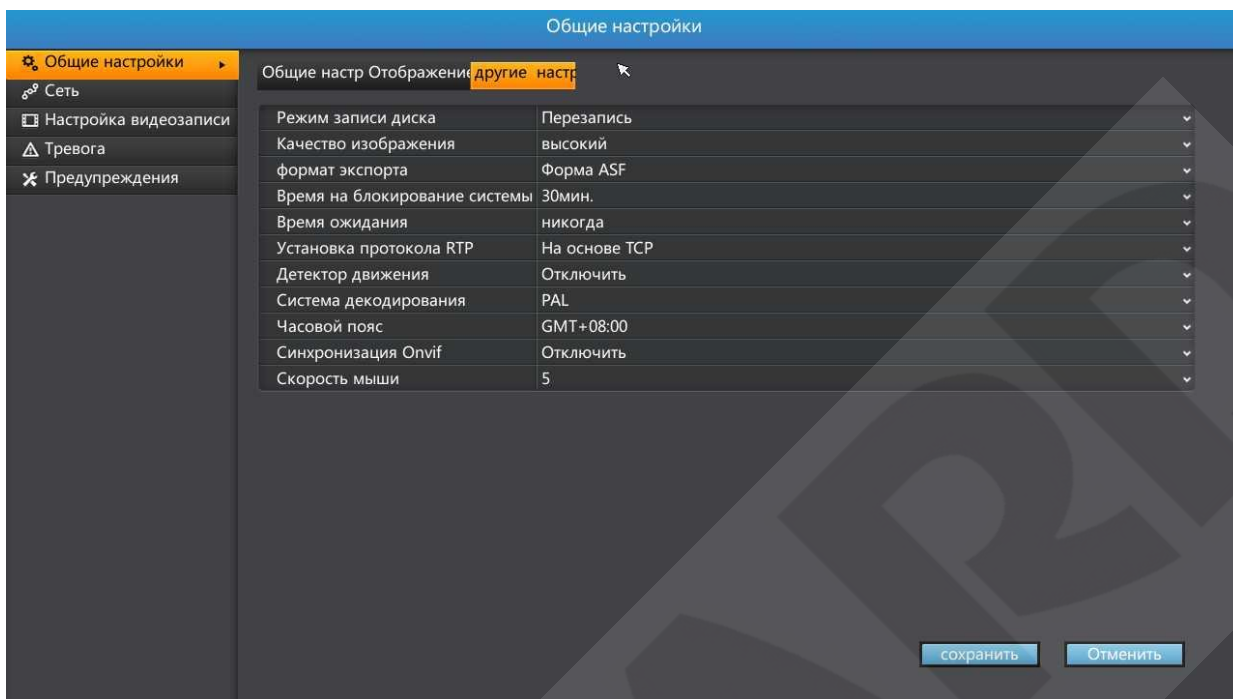 Общие настройки
Общие настройки
Сеть
Настройка видеозаписи
Тревога
Предупреждения
Общие настр Отображение другие настр
Режим записи диска Перезапись
Качество изображения высокий
формат экспорта Форма ASF
Время на блокирование системы 30мин.
Время ожидания никогда
Установка протокола RTP На основе TCP
Детектор движения Отключить
Система декодирования PAL
Часовой пояс GMT+08:00
Синхронизация Onvif Отключить
Скорость мыши 5
сохранить Отменить